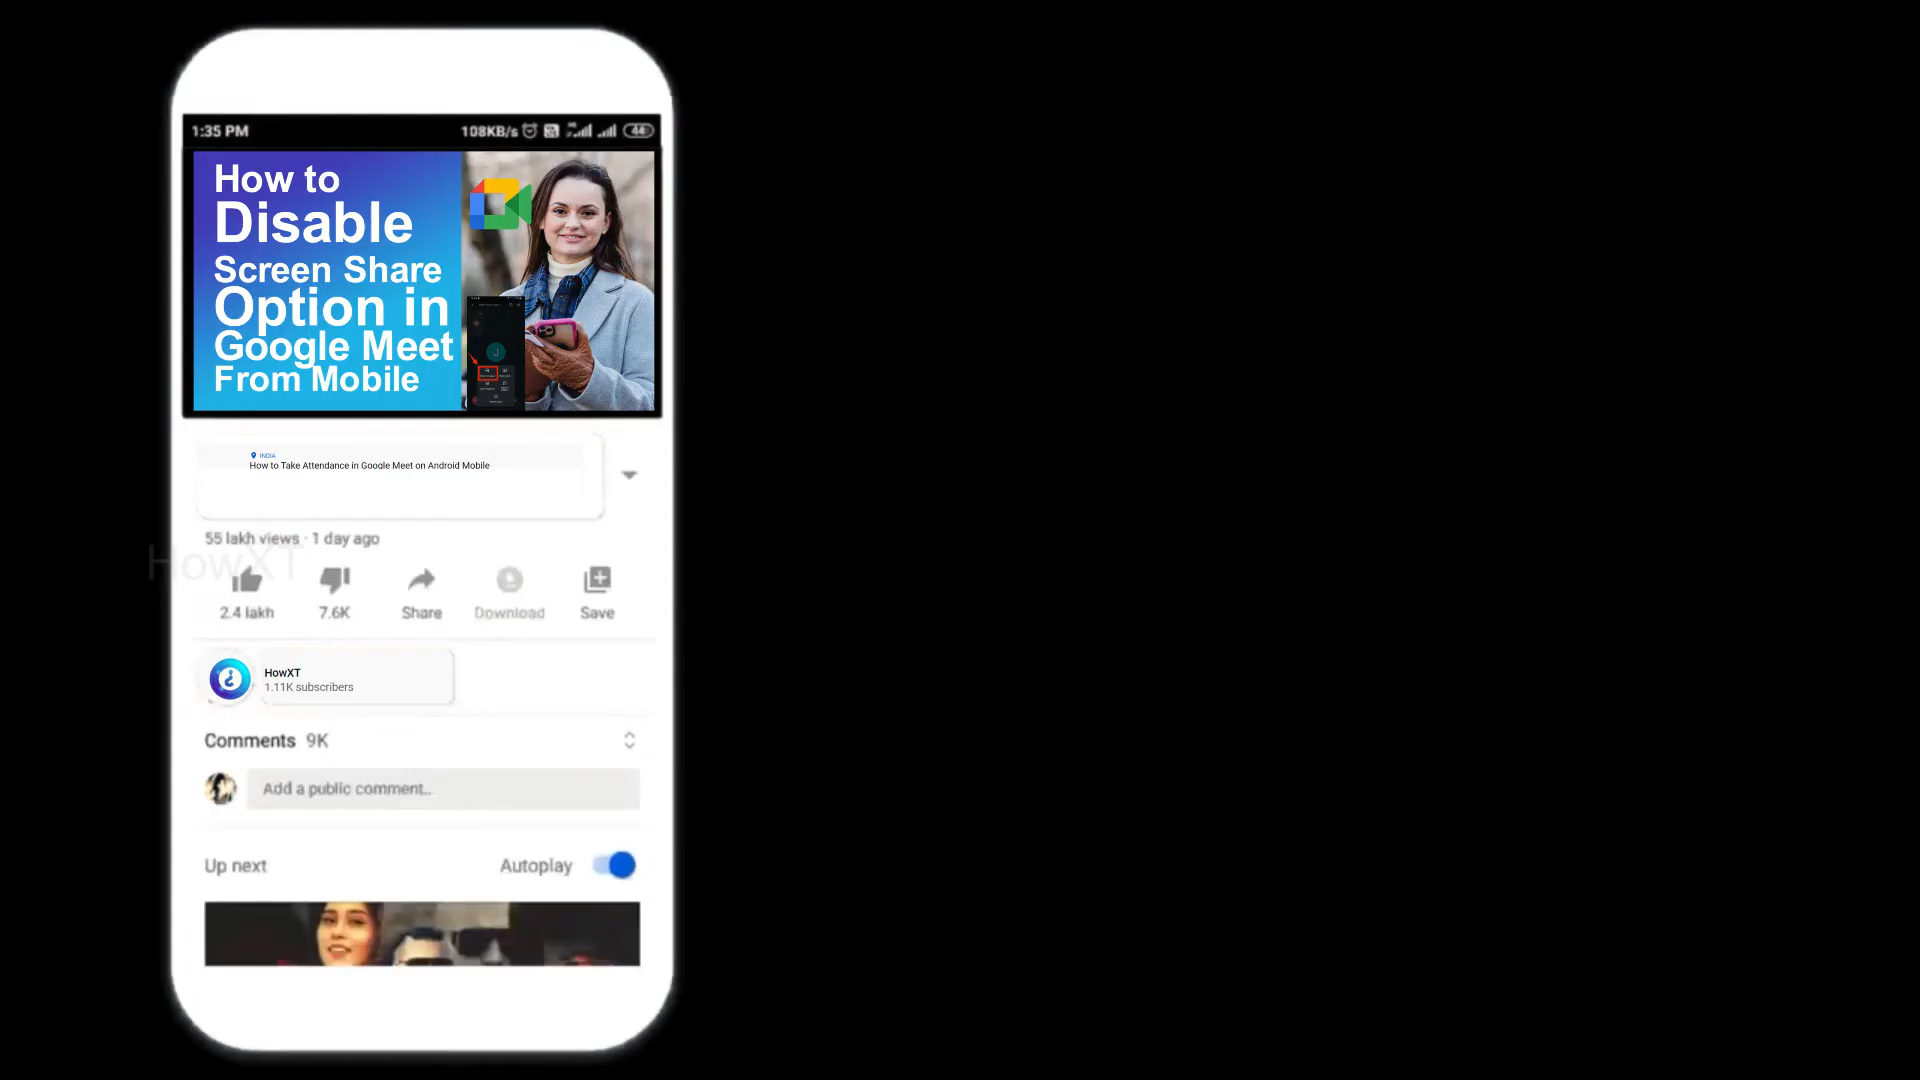 1:35 PM 108KB/s 44
How to
Disable
Screen Share
Option in
Google Meet
From Mobile
INDIA
How to Take Attendance in Google Meet on Android Mobile
55 lakh views · 1 day ago
HowXT
2.4 lakh 7.6K Share Download Save
HowXT
1.11K subscribers
Comments 9K
Add a public comment...
Up next Autoplay